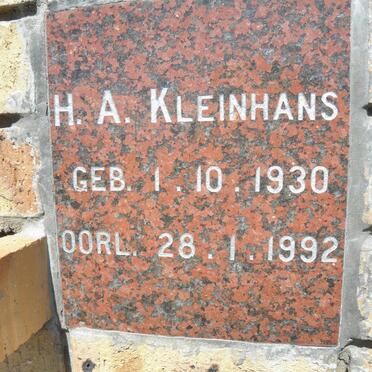 H. A. KLEINHANS
GEB. 1. 10. 1930
OORL. 28. 1. 1992